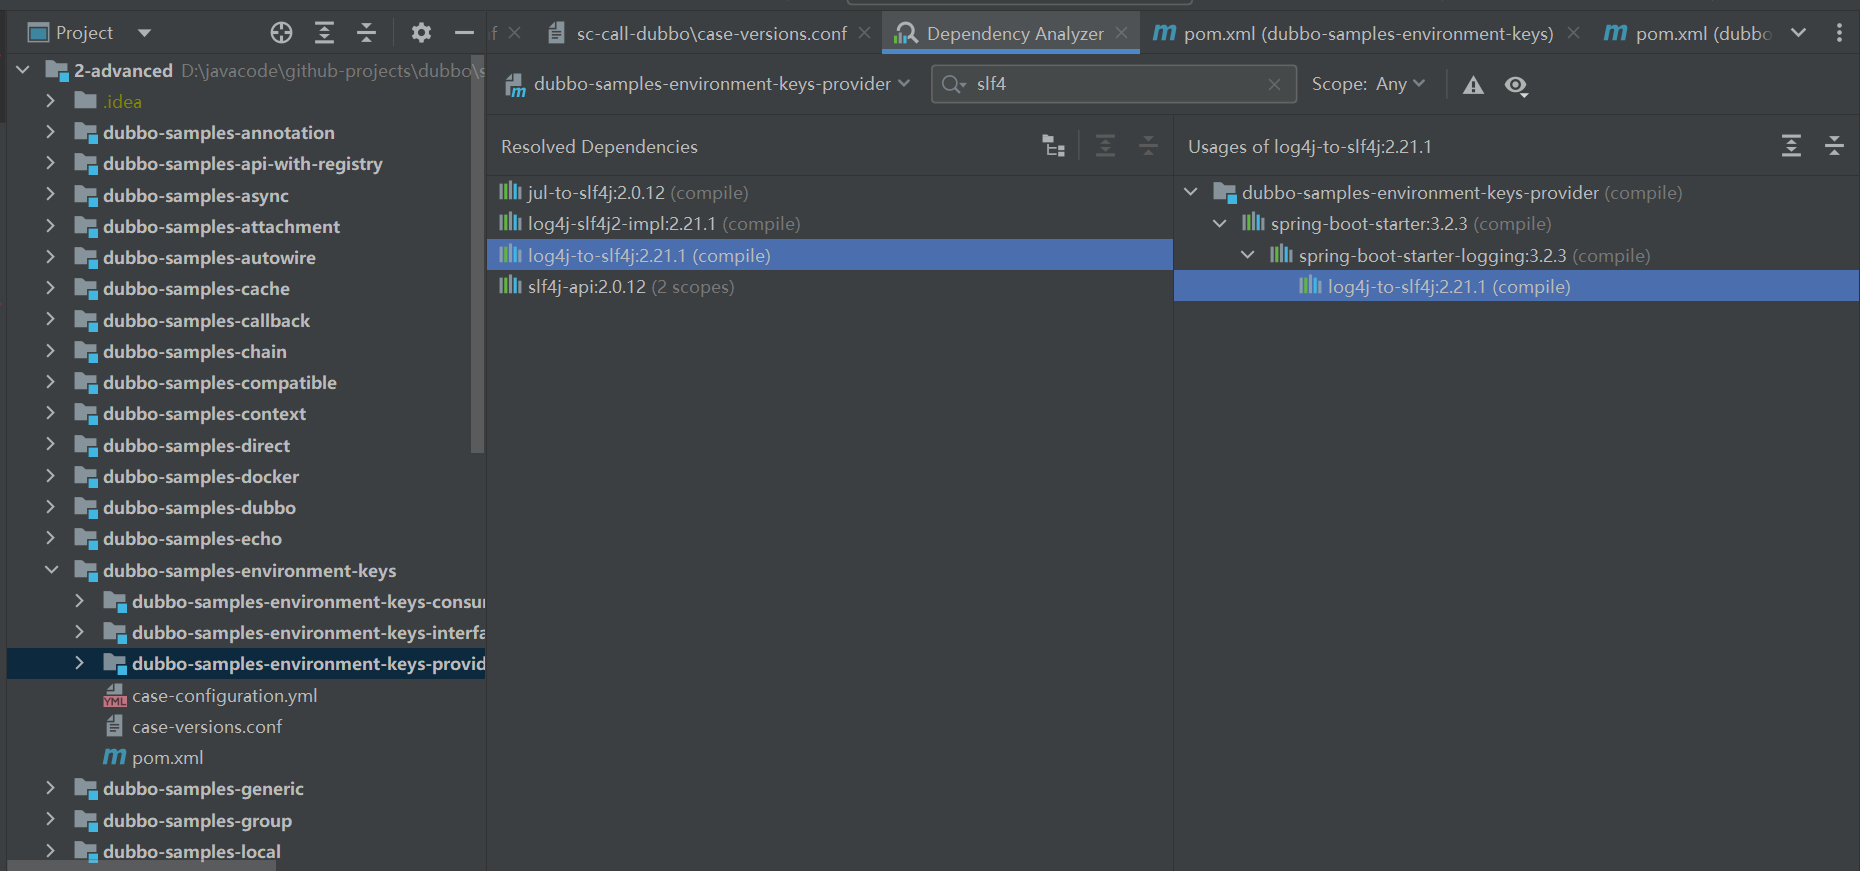 Project
f
sc-call-dubbo\case-versions.conf
Dependency Analyzer
m pom.xml (dubbo-samples-environment-keys)
m pom.xml (dubbo
2-advanced D:\javacode\github-projects\dubbo\s
.idea
dubbo-samples-annotation
dubbo-samples-api-with-registry
dubbo-samples-async
dubbo-samples-attachment
dubbo-samples-autowire
dubbo-samples-cache
dubbo-samples-callback
dubbo-samples-chain
dubbo-samples-compatible
dubbo-samples-context
dubbo-samples-direct
dubbo-samples-docker
dubbo-samples-dubbo
dubbo-samples-echo
dubbo-samples-environment-keys
dubbo-samples-environment-keys-consu
dubbo-samples-environment-keys-interfa
dubbo-samples-environment-keys-provid
YML case-configuration.yml
case-versions.conf
m pom.xml
dubbo-samples-generic
dubbo-samples-group
dubbo-samples-local
m dubbo-samples-environment-keys-provider
slf4
Scope: Any
Resolved Dependencies
jul-to-slf4j:2.0.12 (compile)
log4j-slf4j2-impl:2.21.1 (compile)
log4j-to-slf4j:2.21.1 (compile)
slf4j-api:2.0.12 (2 scopes)
Usages of log4j-to-slf4j:2.21.1
dubbo-samples-environment-keys-provider (compile)
spring-boot-starter:3.2.3 (compile)
spring-boot-starter-logging:3.2.3 (compile)
log4j-to-slf4j:2.21.1 (compile)